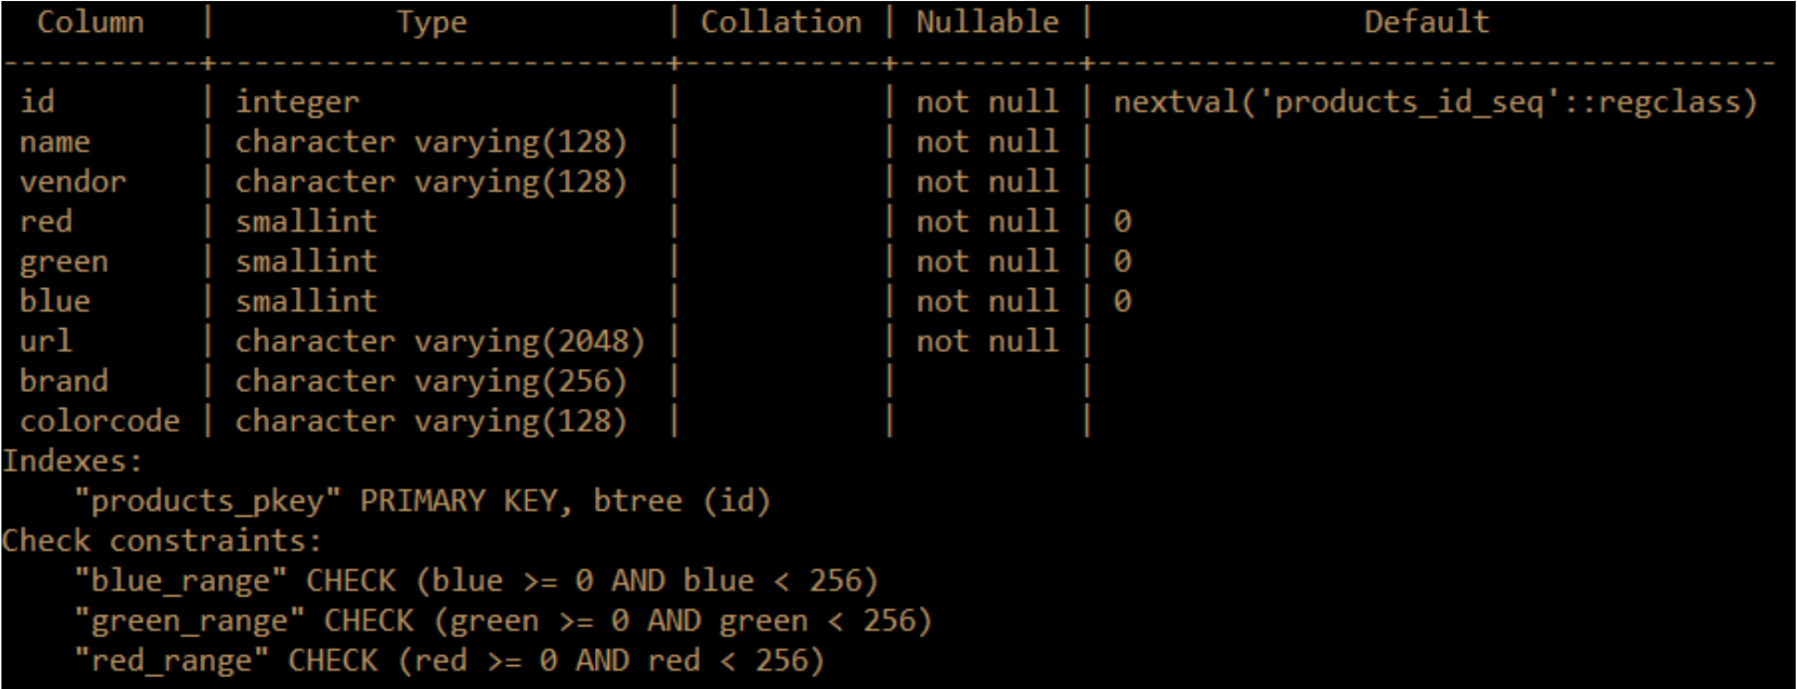 Column   |          Type           | Collation | Nullable |               Default
-----------+-------------------------+-----------+----------+--------------------------------------
 id        | integer                 |           | not null | nextval('products_id_seq'::regclass)
 name      | character varying(128)  |           | not null |
 vendor    | character varying(128)  |           | not null |
 red       | smallint                |           | not null | 0
 green     | smallint                |           | not null | 0
 blue      | smallint                |           | not null | 0
 url       | character varying(2048) |           | not null |
 brand     | character varying(256)  |           |          |
 colorcode | character varying(128)  |           |          |
Indexes:
    "products_pkey" PRIMARY KEY, btree (id)
Check constraints:
    "blue_range" CHECK (blue >= 0 AND blue < 256)
    "green_range" CHECK (green >= 0 AND green < 256)
    "red_range" CHECK (red >= 0 AND red < 256)